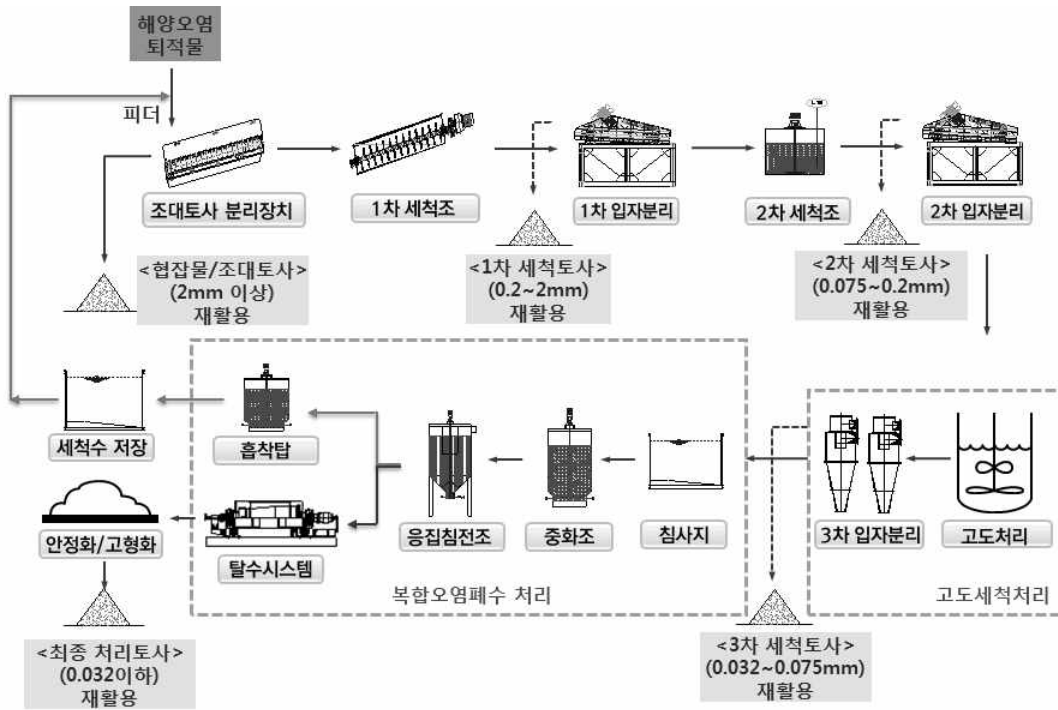 해양오염
퇴적물
피더
조대토사 분리장치
1차 세척조
1차 입자분리
2차 세척조
2차 입자분리
<협잡물/조대토사>
(2mm 이상)
재활용
<1차 세척토사>
(0.2~2mm)
재활용
<2차 세척토사>
(0.075~0.2mm)
재활용
세척수 저장
흡착탑
응집침전조
중화조
침사지
3차 입자분리
고도처리
안정화/고형화
탈수시스템
복합오염폐수 처리
고도세척처리
<최종 처리토사>
(0.032이하)
재활용
<3차 세척토사>
(0.032~0.075mm)
재활용